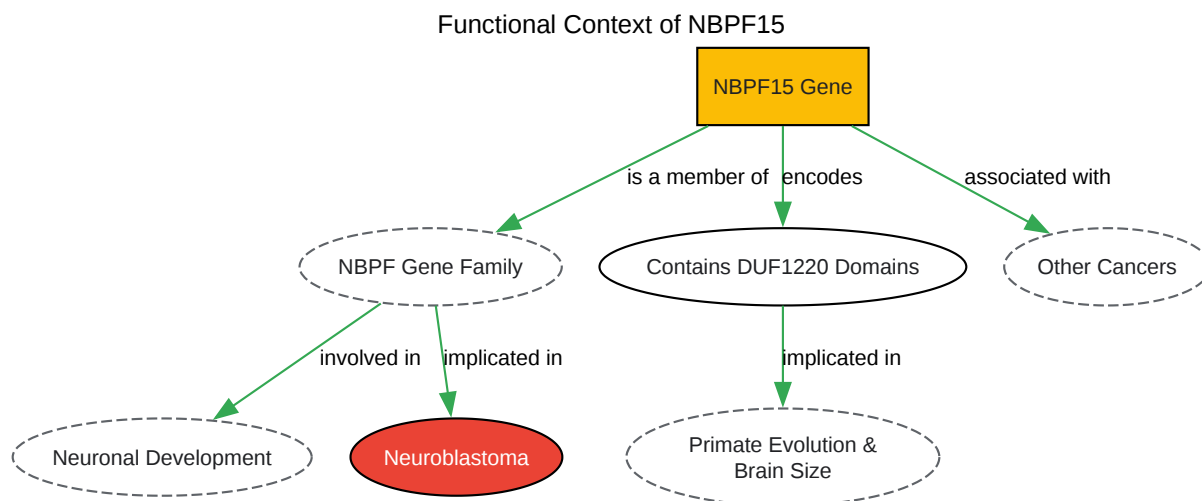 Functional Context of NBPF15
NBPF15 Gene
is a member of
encodes
associated with
NBPF Gene Family
Contains DUF1220 Domains
Other Cancers
involved in
implicated in
implicated in
Neuronal Development
Neuroblastoma
Primate Evolution &
Brain Size